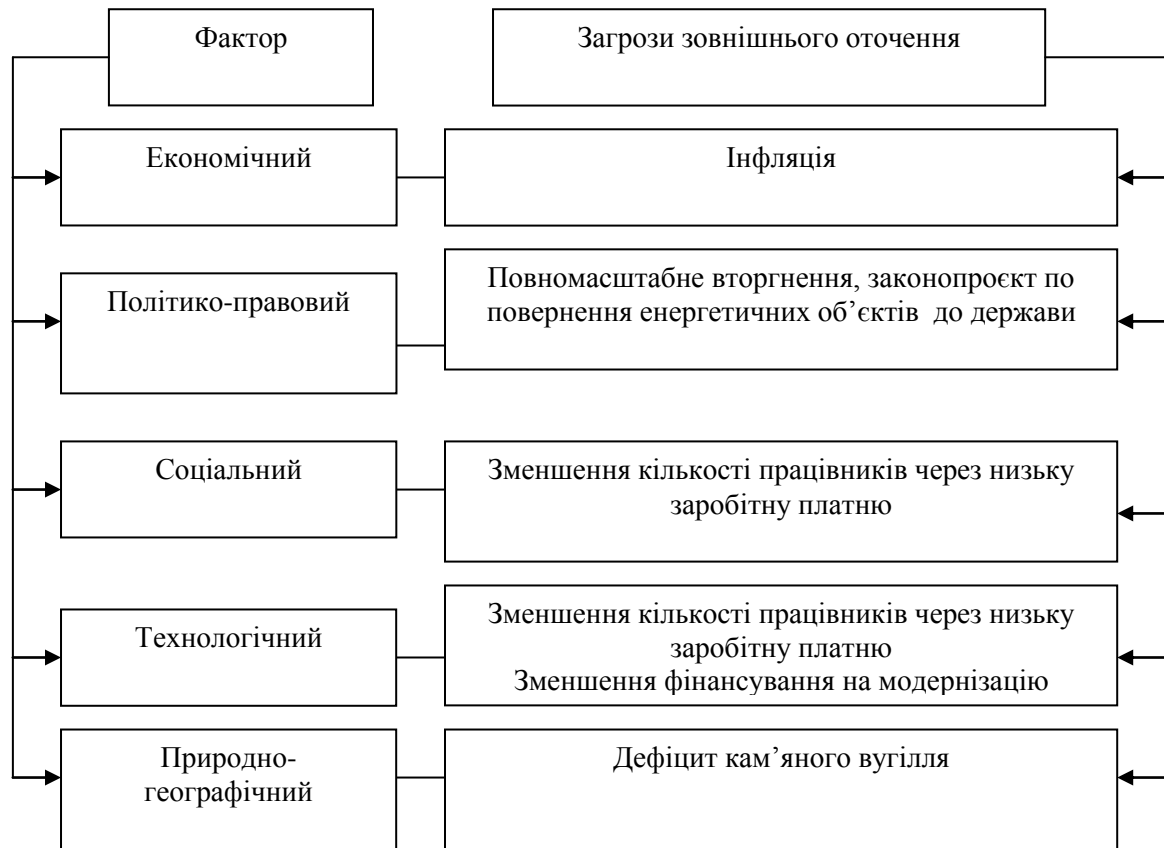 Фактор
Загрози зовнішнього оточення
Економічний
Інфляція
Політико-правовий
Повномасштабне вторгнення, законопроєкт по
повернення енергетичних об’єктів до держави
Соціальний
Зменшення кількості працівників через низьку
заробітну платню
Технологічний
Зменшення кількості працівників через низьку
заробітну платню
Зменшення фінансування на модернізацію
Природно-
географічний
Дефіцит кам’яного вугілля